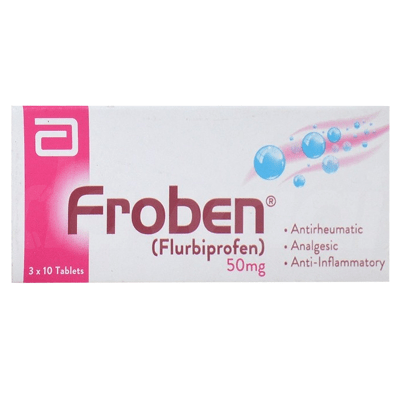 Froben®
(Flurbiprofen)
50mg
3 x 10 Tablets
• Antirheumatic
• Analgesic
• Anti-Inflammatory